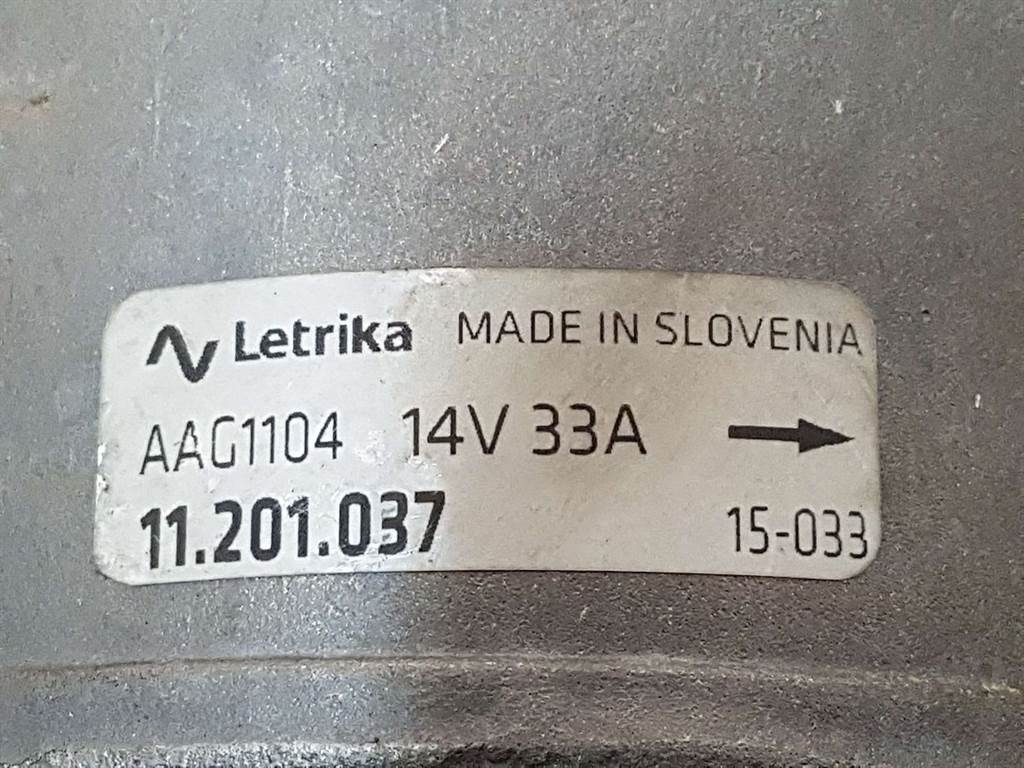 Letrika MADE IN SLOVENIA
AAG1104 14V 33A
11.201.037 15-033